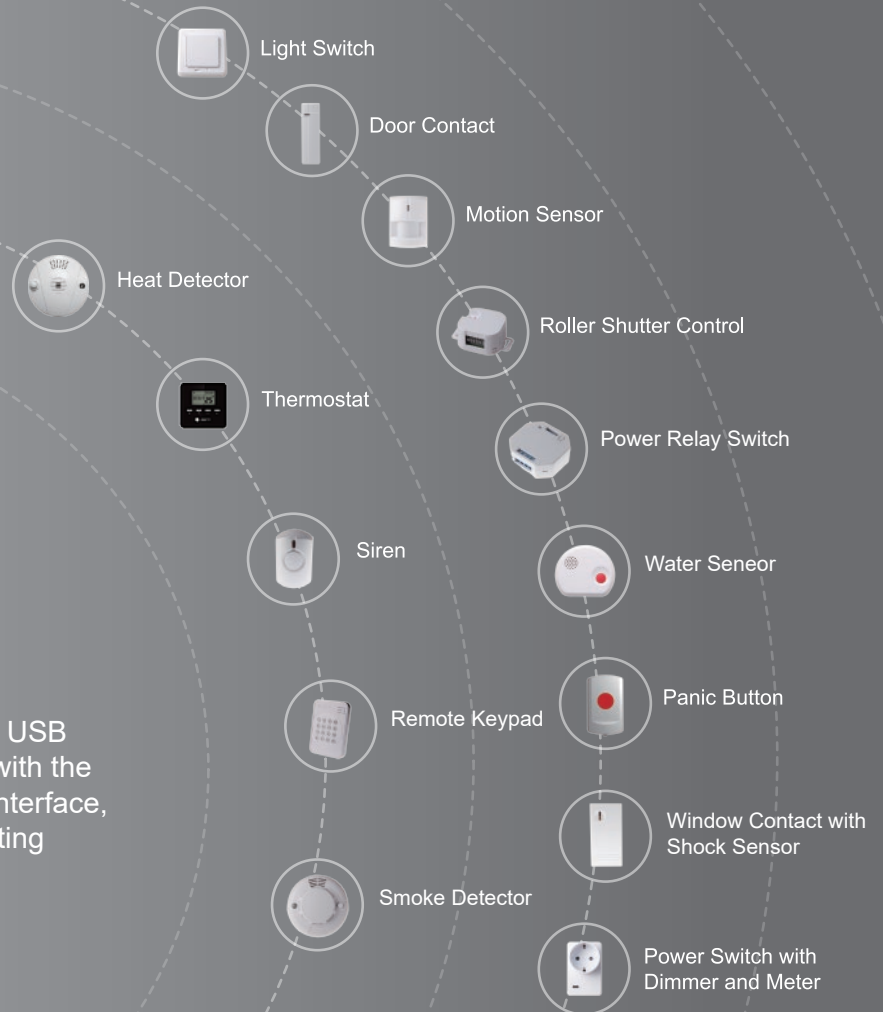 Light Switch
Door Contact
Motion Sensor
Heat Detector
Roller Shutter Control
Thermostat
Power Relay Switch
Siren
Water Seneor
Panic Button
Remote Keypad
USB
with the
nterface,
ting
Window Contact with
Shock Sensor
Smoke Detector
Power Switch with
Dimmer and Meter